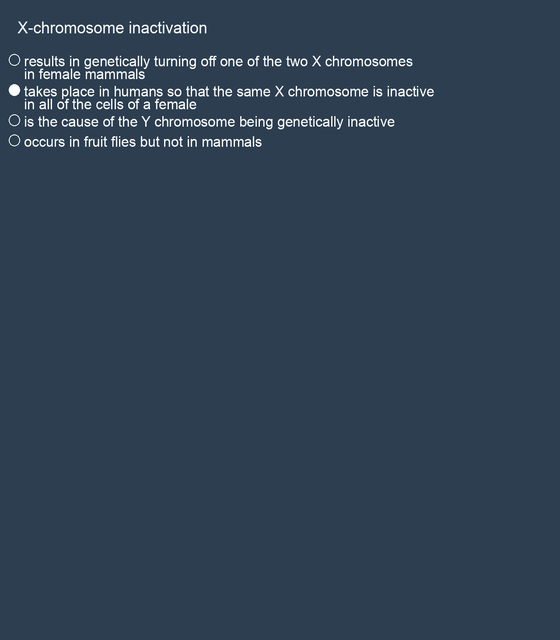 X-chromosome inactivation
results in genetically turning off one of the two X chromosomes
in female mammals
takes place in humans so that the same X chromosome is inactive
in all of the cells of a female
is the cause of the Y chromosome being genetically inactive
occurs in fruit flies but not in mammals